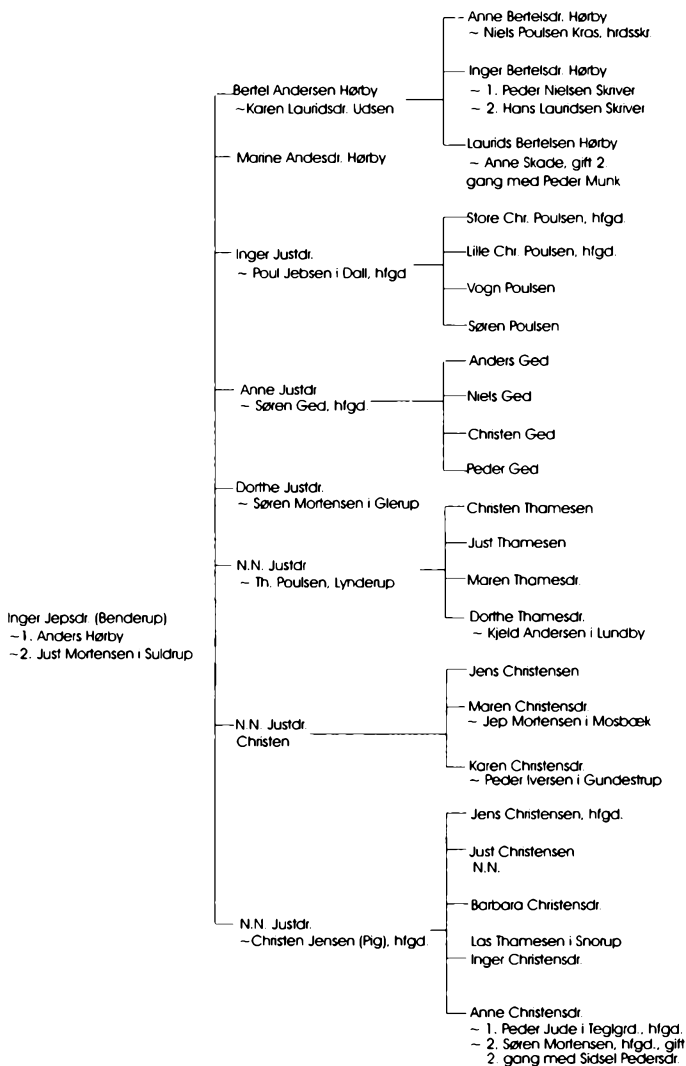 Inger Jepsdr. (Benderup)
~1. Anders Hørby
~2. Just Mortensen i Suldrup
Bertel Andersen Hørby
~Karen Lauridsdr. Udsen
Anne Bertelsdr. Hørby
~ Niels Poulsen Kras, hrdsskr.
Inger Bertelsdr. Hørby
~ 1. Peder Nielsen Skriver
~ 2. Hans Lauridsen Skriver
Laurids Bertelsen Hørby
~ Anne Skade, gift 2.
gang med Peder Munk
Marine Andesdr. Hørby
Inger Justdr.
~ Poul Jebsen i Dall, hfgd
Store Chr. Poulsen, hfgd.
Lille Chr. Poulsen, hfgd.
Vogn Poulsen
Søren Poulsen
Anne Justdr
~ Søren Ged, hfgd.
Anders Ged
Niels Ged
Christen Ged
Peder Ged
Dorthe Justdr.
~ Søren Mortensen i Glerup
N.N. Justdr
~ Th. Poulsen, Lynderup
Christen Thamesen
Just Thamesen
Maren Thamesdr.
Dorthe Thamesdr.
~ Kjeld Andersen i Lundby
N.N. Justdr.
Christen
Jens Christensen
Maren Christensdr.
~ Jep Mortensen i Mosbæk
Karen Christensdr.
~ Peder Iversen i Gundestrup
N.N. Justdr.
~Christen Jensen (Pig), hfgd.
Jens Christensen, hfgd.
Just Christensen
N.N.
Barbara Christensdr.
Las Thamesen i Snorup
Inger Christensdr.
Anne Christensdr.
~ 1. Peder Jude i Teglgrd., hfgd.
~ 2. Søren Mortensen, hfgd., gift
2. gang med Sidsel Pedersdr.